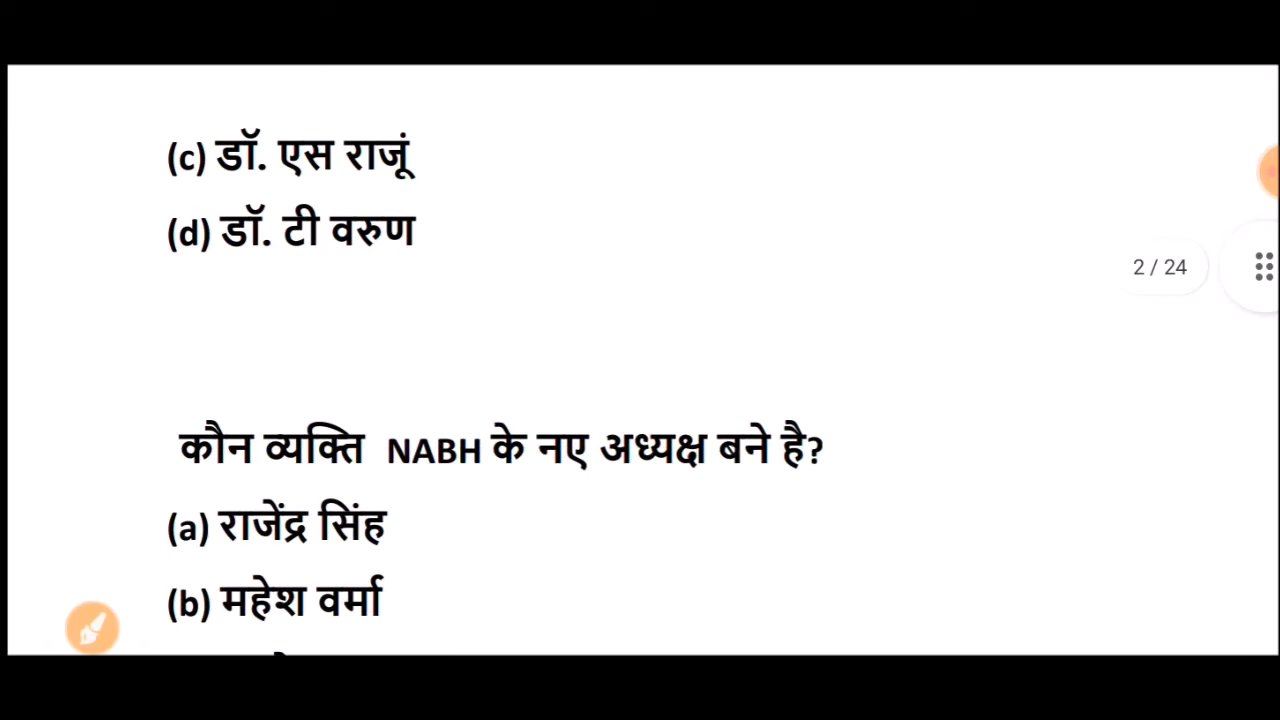 (c) डॉ. एस राजूं
(d) डॉ. टी वरुण
2 / 24
कौन व्यक्ति NABH के नए अध्यक्ष बने है?
(a) राजेंद्र सिंह
(b) महेश वर्मा